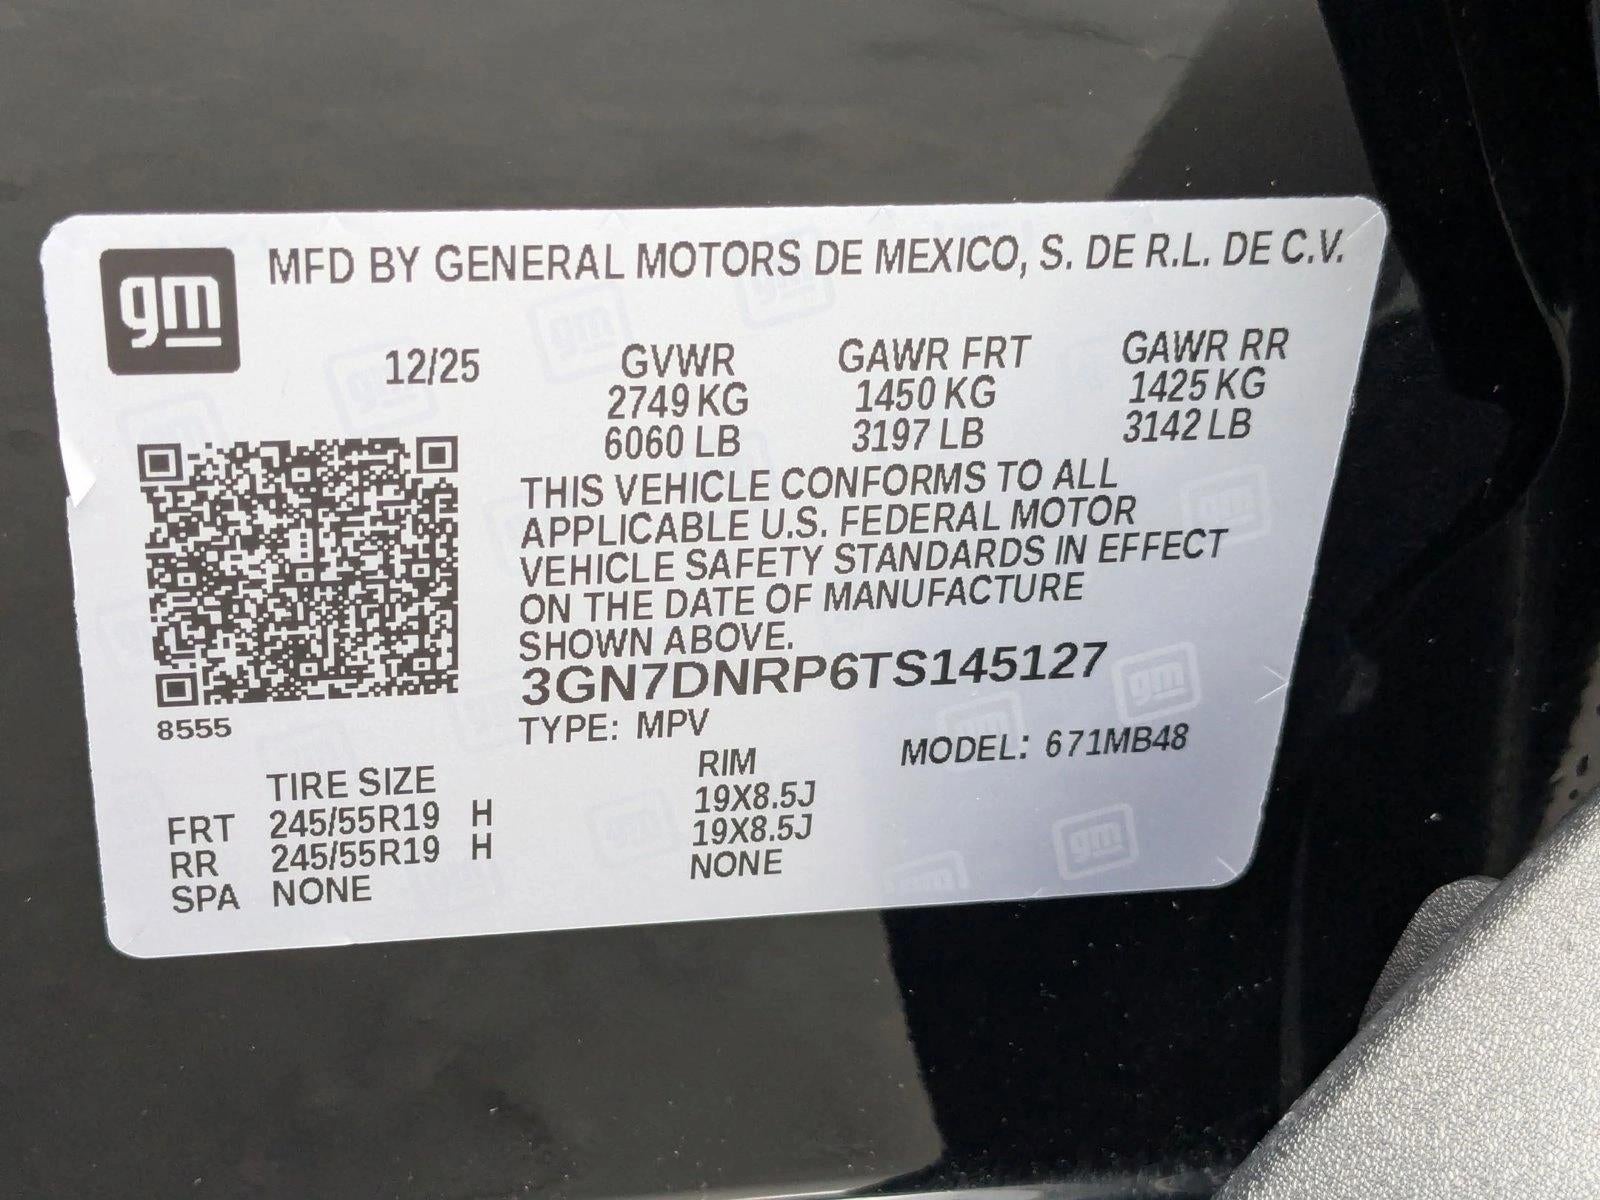 gm
MFD BY GENERAL MOTORS DE MEXICO, S. DE R.L. DE C.V.
12/25 GVWR GAWR FRT GAWR RR
2749 KG 1450 KG 1425 KG
6060 LB 3197 LB 3142 LB
THIS VEHICLE CONFORMS TO ALL
APPLICABLE U.S. FEDERAL MOTOR
VEHICLE SAFETY STANDARDS IN EFFECT
ON THE DATE OF MANUFACTURE
SHOWN ABOVE.
3GN7DNRP6TS145127
8555
TYPE: MPV MODEL: 671MB48
TIRE SIZE RIM
FRT 245/55R19 H 19X8.5J
RR 245/55R19 H 19X8.5J
SPA NONE NONE